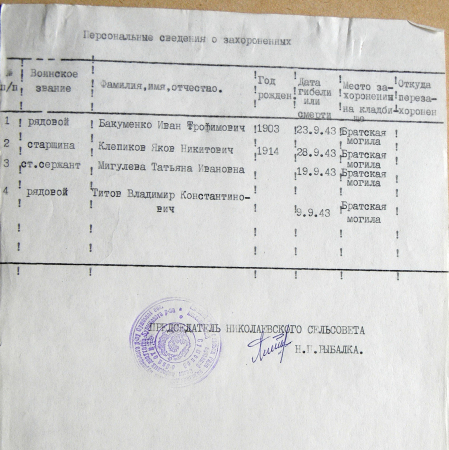 Персональные сведения о захороненных
№ п/п Воинское звание Фамилия,имя,отчество. Год рожден. Дата гибели или смерти Место захоронения на кладбище Откуда перезахоронен
1 рядовой Бакуменко Иван Трофимович 1903 23.9.43 Братская могила
2 старшина Клепиков Яков Никитович 1914 28.9.43 Братская могила
3 ст.сержант Мигулева Татьяна Ивановна 19.9.43 Братская могила
4 рядовой Титов Владимир Константино-
вич 9.9.43 Братская могила
ПРЕДСЕДАТЕЛЬ НИКОЛАЕВСКОГО СЕЛЬСОВЕТА
Н.Г.РЫБАЛКА.